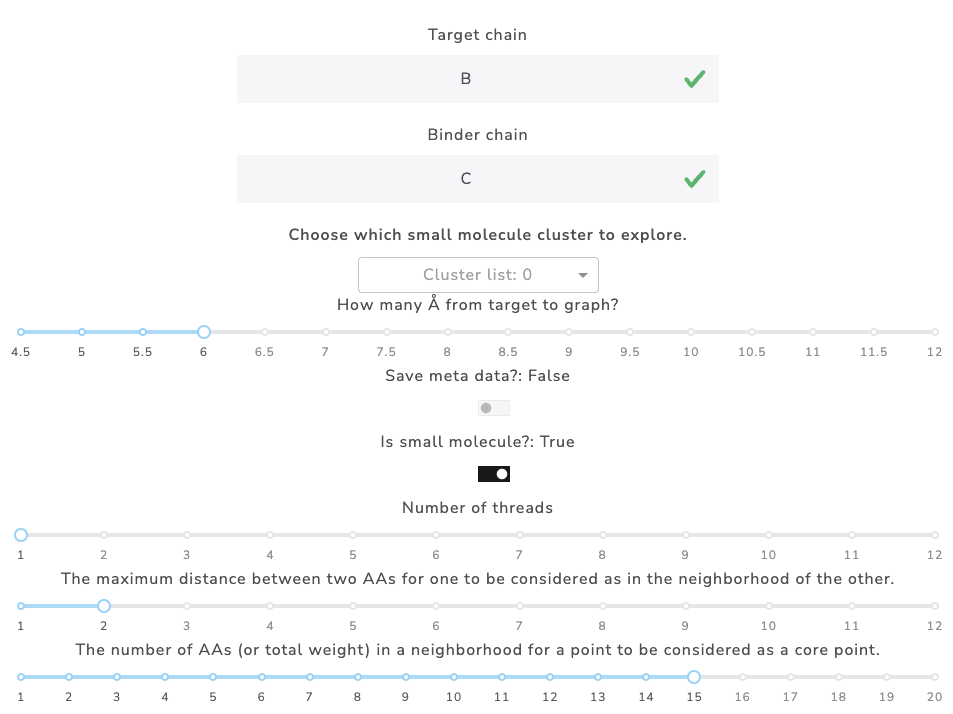 Target chain
B
Binder chain
C
Choose which small molecule cluster to explore.
Cluster list: 0
How many Å from target to graph?
4.5 5 5.5 6 6.5 7 7.5 8 8.5 9 9.5 10 10.5 11 11.5 12
Save meta data?: False
Is small molecule?: True
Number of threads
1 2 3 4 5 6 7 8 9 10 11 12
The maximum distance between two AAs for one to be considered as in the neighborhood of the other.
1 2 3 4 5 6 7 8 9 10 11 12
The number of AAs (or total weight) in a neighborhood for a point to be considered as a core point.
1 2 3 4 5 6 7 8 9 10 11 12 13 14 15 16 17 18 19 20